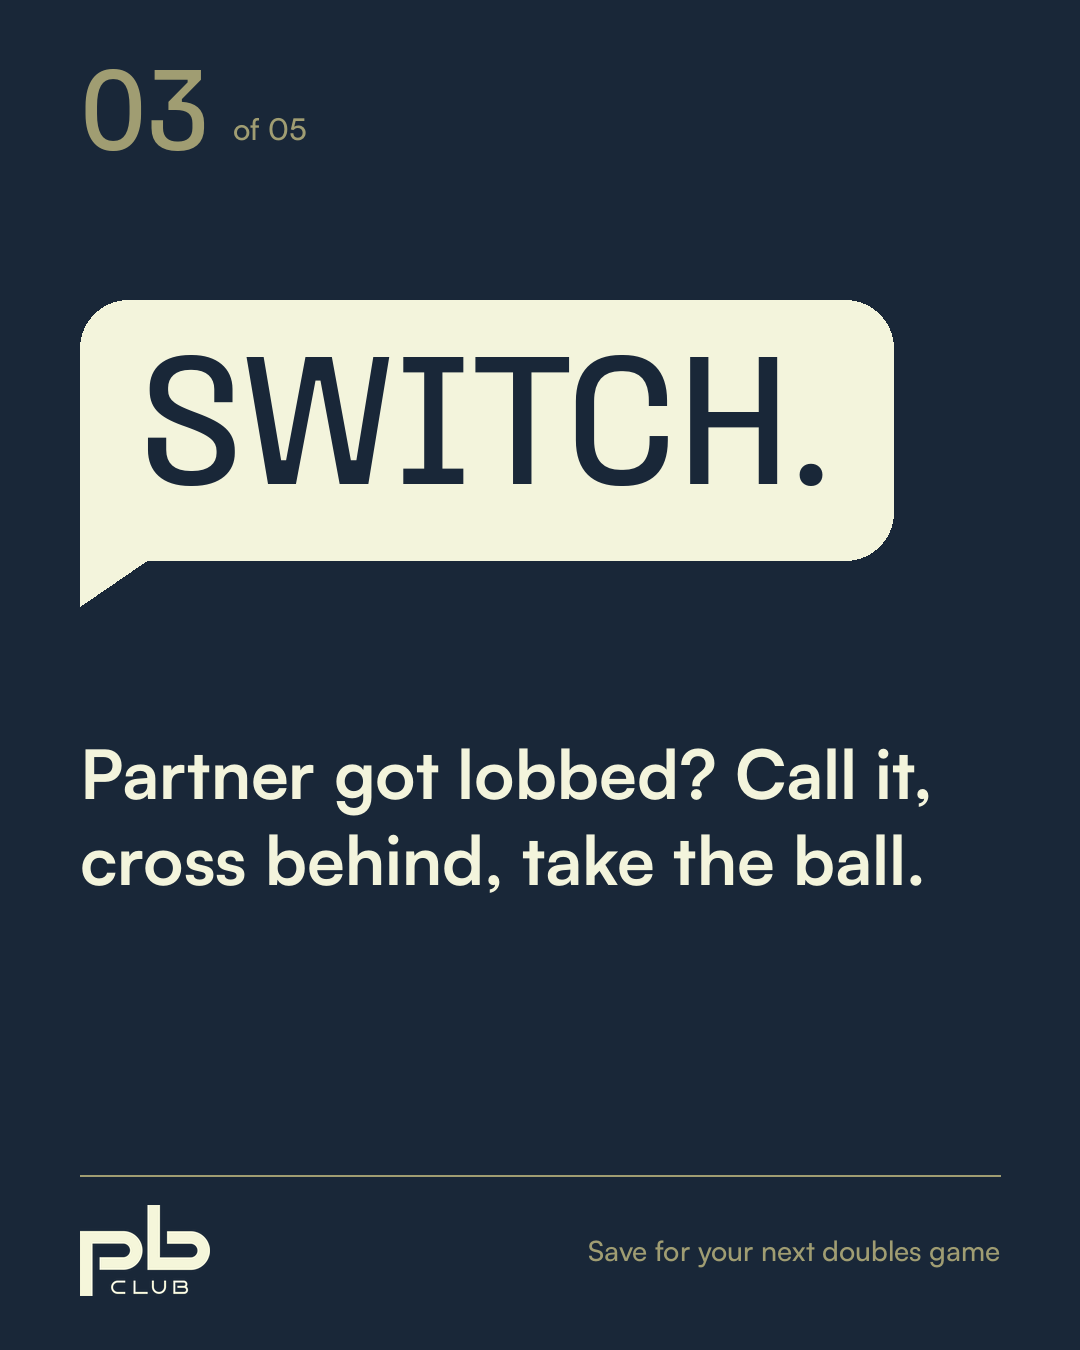 03 of 05
SWITCH.
Partner got lobbed? Call it,
cross behind, take the ball.
pb
CLUB
Save for your next doubles game